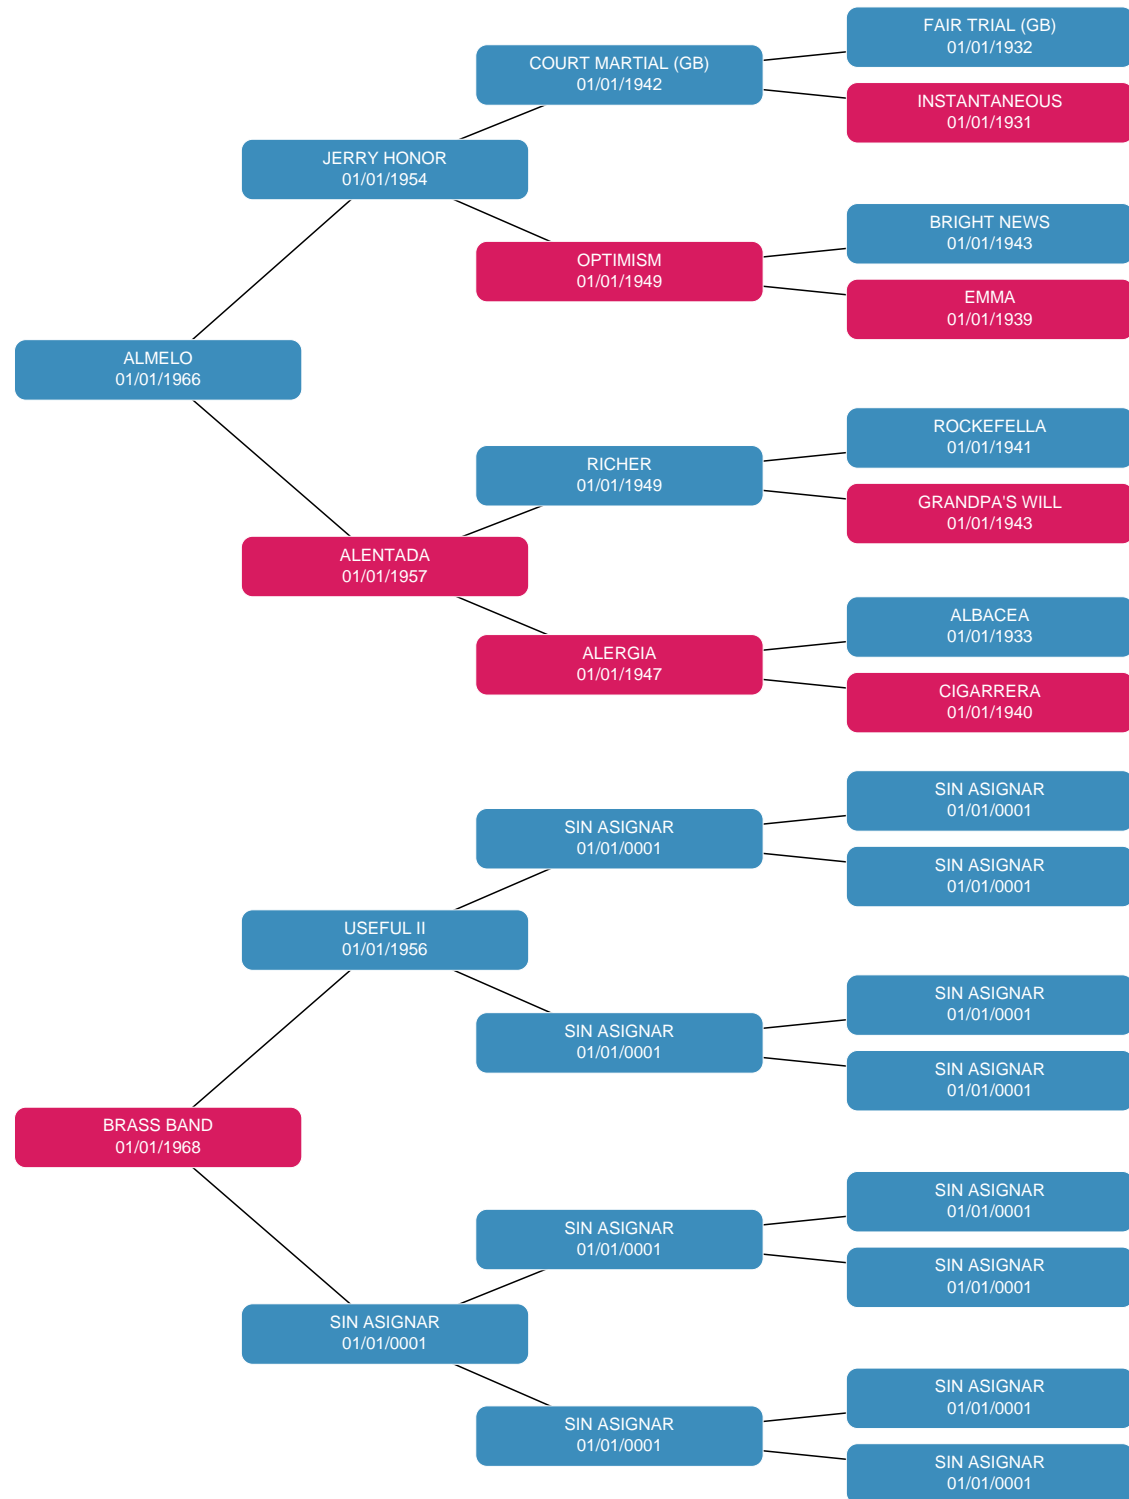 FAIR TRIAL (GB)
01/01/1932
COURT MARTIAL (GB)
01/01/1942
INSTANTANEOUS
01/01/1931
JERRY HONOR
01/01/1954
BRIGHT NEWS
01/01/1943
OPTIMISM
01/01/1949
EMMA
01/01/1939
ALMELO
01/01/1966
ROCKEFELLA
01/01/1941
RICHER
01/01/1949
GRANDPA'S WILL
01/01/1943
ALENTADA
01/01/1957
ALBACEA
01/01/1933
ALERGIA
01/01/1947
CIGARRERA
01/01/1940
SIN ASIGNAR
01/01/0001
SIN ASIGNAR
01/01/0001
SIN ASIGNAR
01/01/0001
USEFUL II
01/01/1956
SIN ASIGNAR
01/01/0001
SIN ASIGNAR
01/01/0001
SIN ASIGNAR
01/01/0001
BRASS BAND
01/01/1968
SIN ASIGNAR
01/01/0001
SIN ASIGNAR
01/01/0001
SIN ASIGNAR
01/01/0001
SIN ASIGNAR
01/01/0001
SIN ASIGNAR
01/01/0001
SIN ASIGNAR
01/01/0001
SIN ASIGNAR
01/01/0001